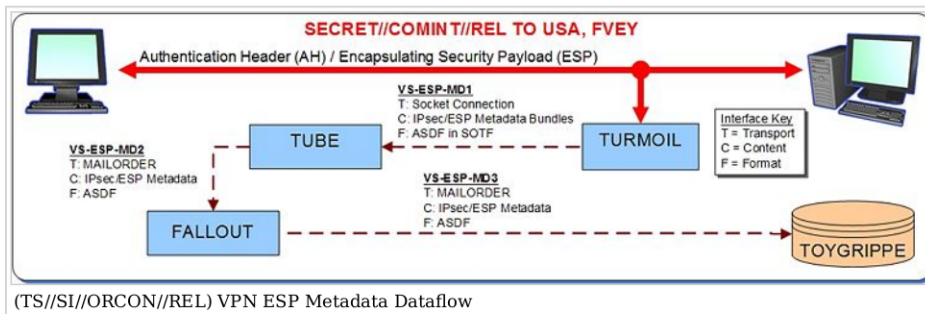 SECRET//COMINT//REL TO USA, FVEY
Authentication Header (AH) / Encapsulating Security Payload (ESP)
VS-ESP-MD1
T: Socket Connection
C: IPsec/ESP Metadata Bundles
F: ASDF in SOTF
Interface Key
T = Transport
C = Content
F = Format
TUBE
TURMOIL
VS-ESP-MD2
T: MAILORDER
C: IPsec/ESP Metadata
F: ASDF
VS-ESP-MD3
T: MAILORDER
C: IPsec/ESP Metadata
F: ASDF
FALLOUT
TOYGRIPPE
(TS//SI//ORCON//REL) VPN ESP Metadata Dataflow